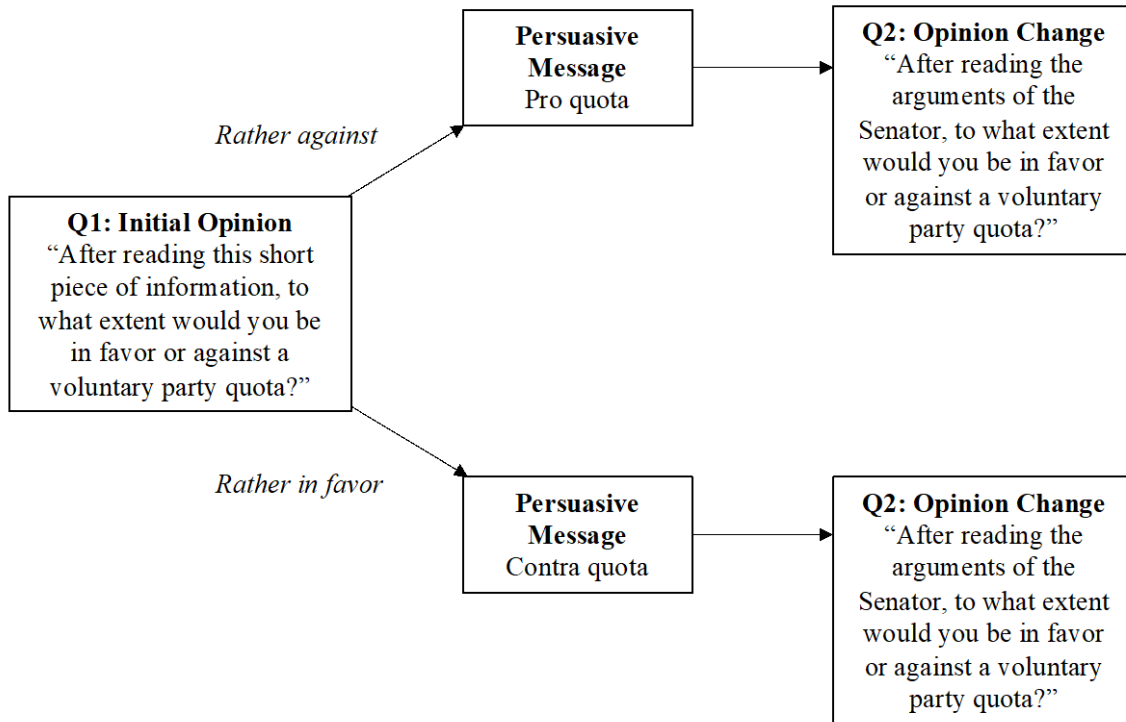 Q1: Initial Opinion
“After reading this short
piece of information, to
what extent would you be
in favor or against a
voluntary party quota?”
Rather against
Persuasive
Message
Pro quota
Q2: Opinion Change
“After reading the
arguments of the
Senator, to what extent
would you be in favor
or against a voluntary
party quota?”
Rather in favor
Persuasive
Message
Contra quota
Q2: Opinion Change
“After reading the
arguments of the
Senator, to what extent
would you be in favor
or against a voluntary
party quota?”